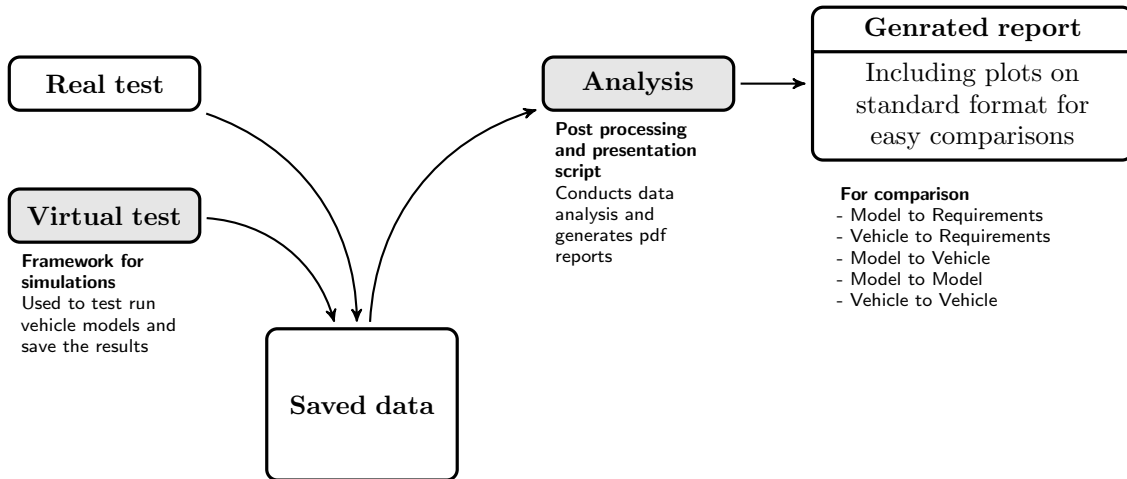 Real test
Virtual test
Framework for
simulations
Used to test run
vehicle models and
save the results
Saved data
Analysis
Post processing
and presentation
script
Conducts data
analysis and
generates pdf
reports
Genrated report
Including plots on
standard format for
easy comparisons
For comparison
- Model to Requirements
- Vehicle to Requirements
- Model to Vehicle
- Model to Model
- Vehicle to Vehicle